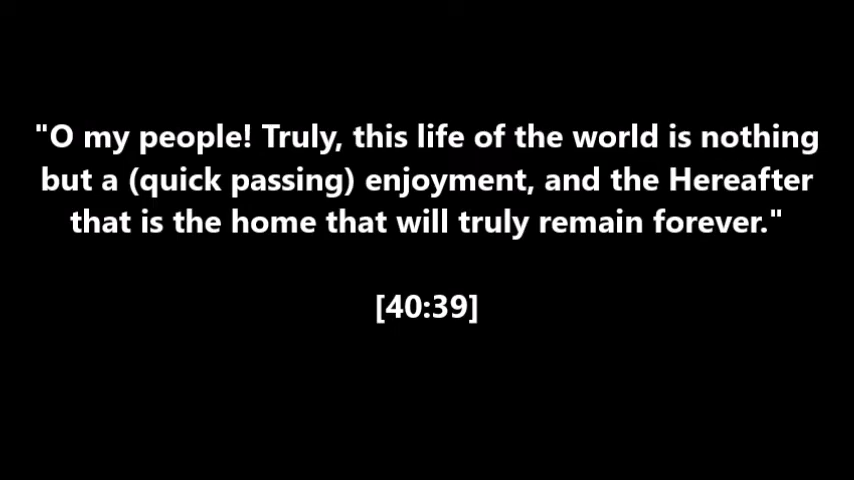 "O my people! Truly, this life of the world is nothing
but a (quick passing) enjoyment, and the Hereafter
that is the home that will truly remain forever."
[40:39]